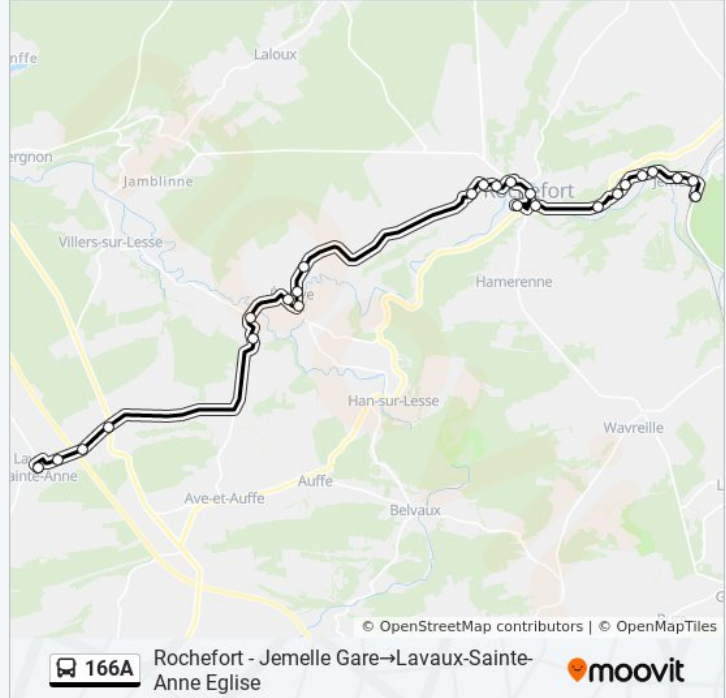 Laloux
Jamblinne
Villers-sur-Lesse
Hamerenne
Han-sur-Lesse
Wavreille
Auffe
Ave-et-Auffe
Belvaux
© OpenStreetMap contributors | © OpenMapTiles
166A
Rochefort - Jemelle Gare→Lavaux-Sainte-
Anne Eglise
moovit